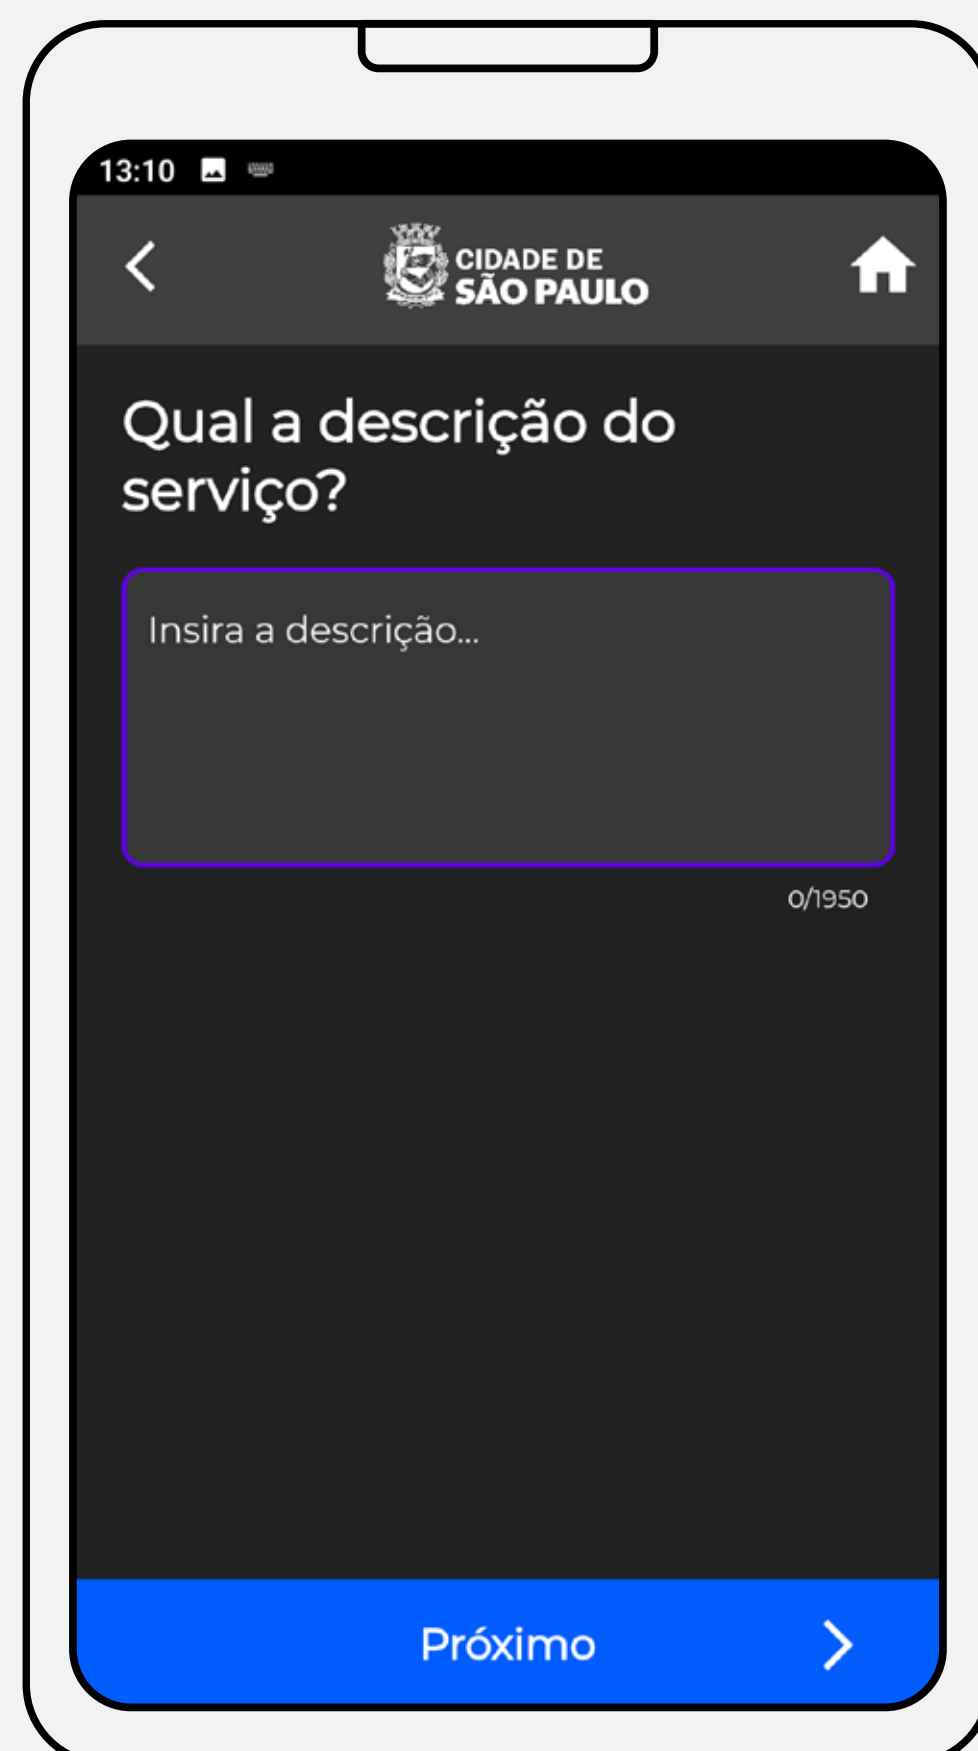 13:10
CIDADE DE
SÃO PAULO
Qual a descrição do
serviço?
Insira a descrição...
0/1950
Próximo